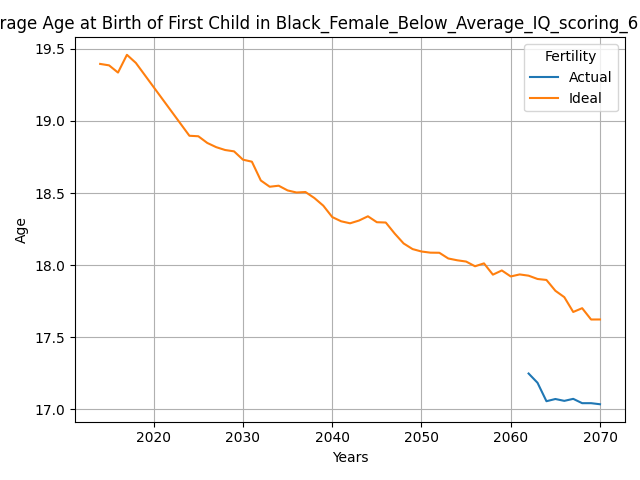 rage Age at Birth of First Child in Black_Female_Below_Average_IQ_scoring_6
19.5
19.0
18.5
18.0
17.5
17.0
Age
Fertility
Actual
Ideal
2020 2030 2040 2050 2060 2070
Years